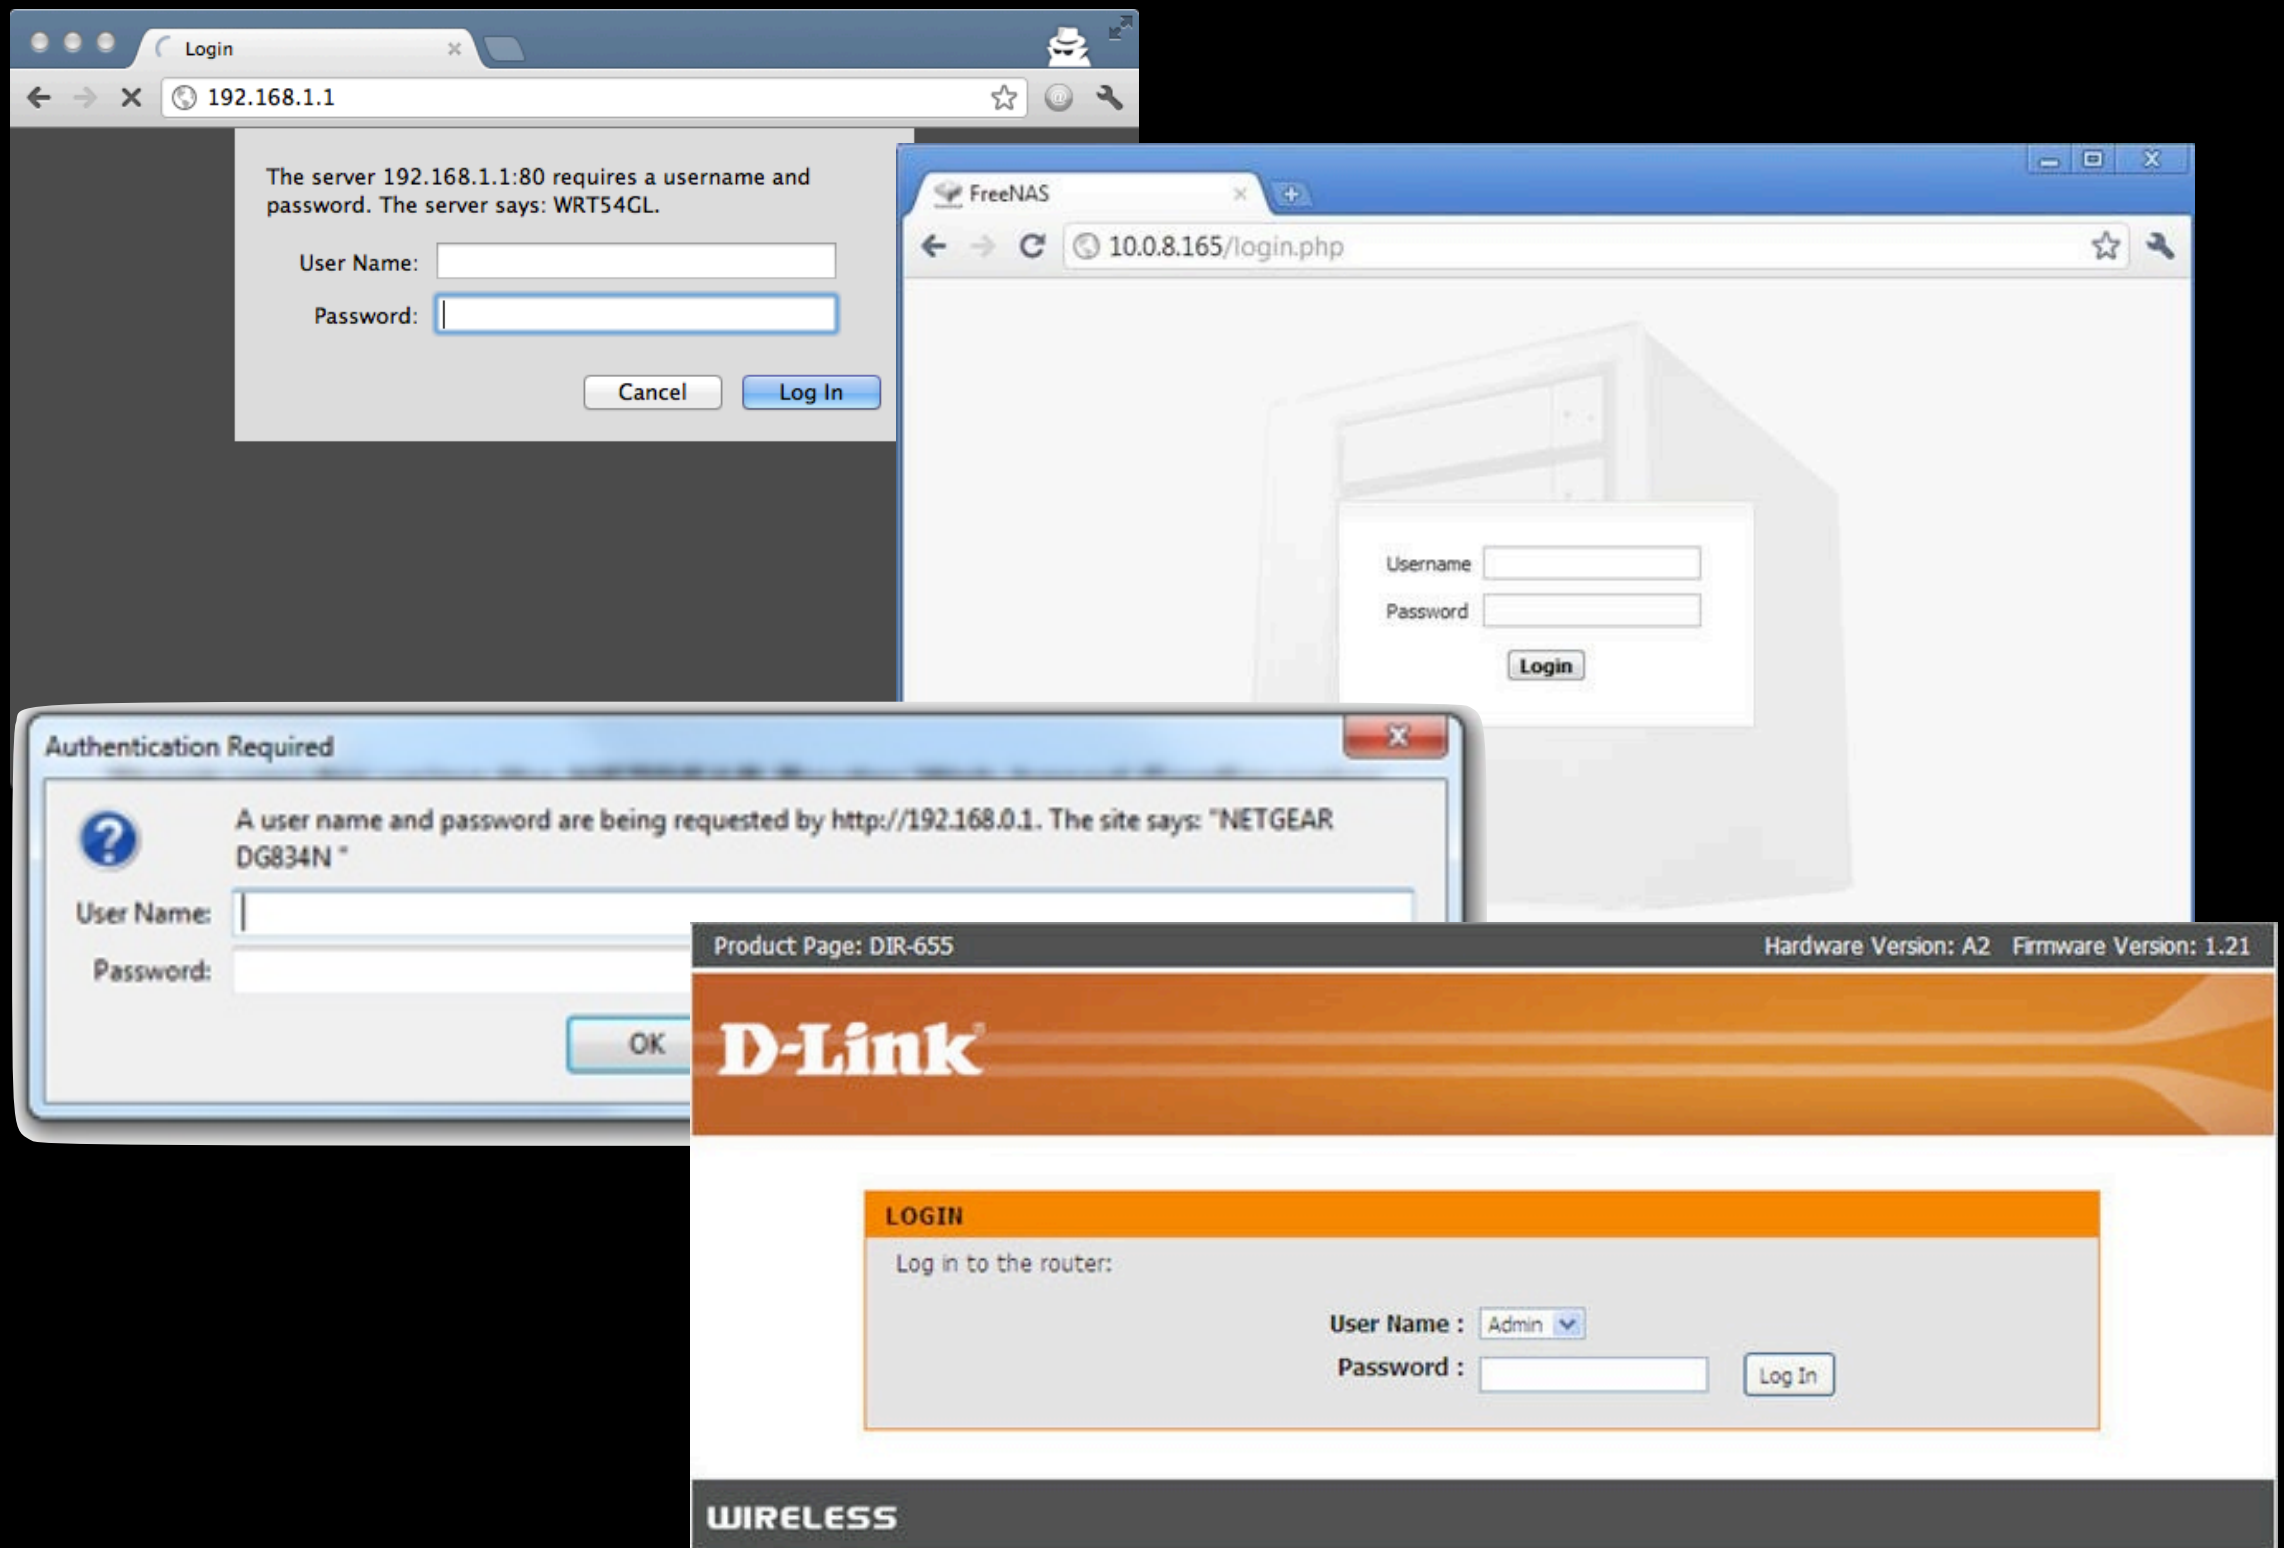 Login
192.168.1.1
The server 192.168.1.1:80 requires a username and
password. The server says: WRT54GL.
User Name:
Password:
Cancel
Log In
FreeNAS
10.0.8.165/login.php
Username
Password
Login
Authentication Required
A user name and password are being requested by http://192.168.0.1. The site says: "NETGEAR
DG834N "
User Name:
Password:
OK
Product Page: DIR-655
Hardware Version: A2 Firmware Version: 1.21
D-Link
LOGIN
Log in to the router:
User Name : Admin
Password :
Log In
WIRELESS